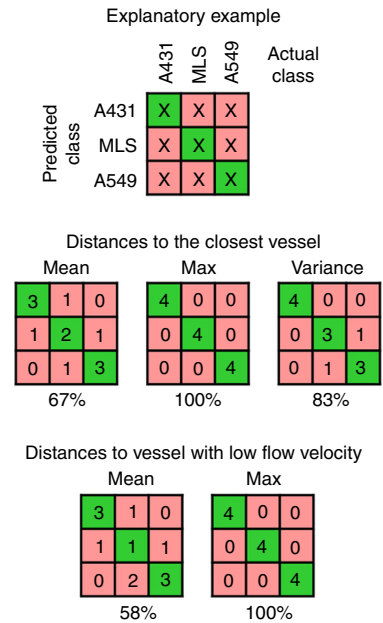 Explanatory example
A431 MLS A549 Actual class
Predicted class
A431 X X X
MLS X X X
A549 X X X
Distances to the closest vessel
Mean Max Variance
3 1 0 4 0 0 4 0 0
1 2 1 0 4 0 0 3 1
0 1 3 0 0 4 0 1 3
67% 100% 83%
Distances to vessel with low flow velocity
Mean Max
3 1 0 4 0 0
1 1 1 0 4 0
0 2 3 0 0 4
58% 100%